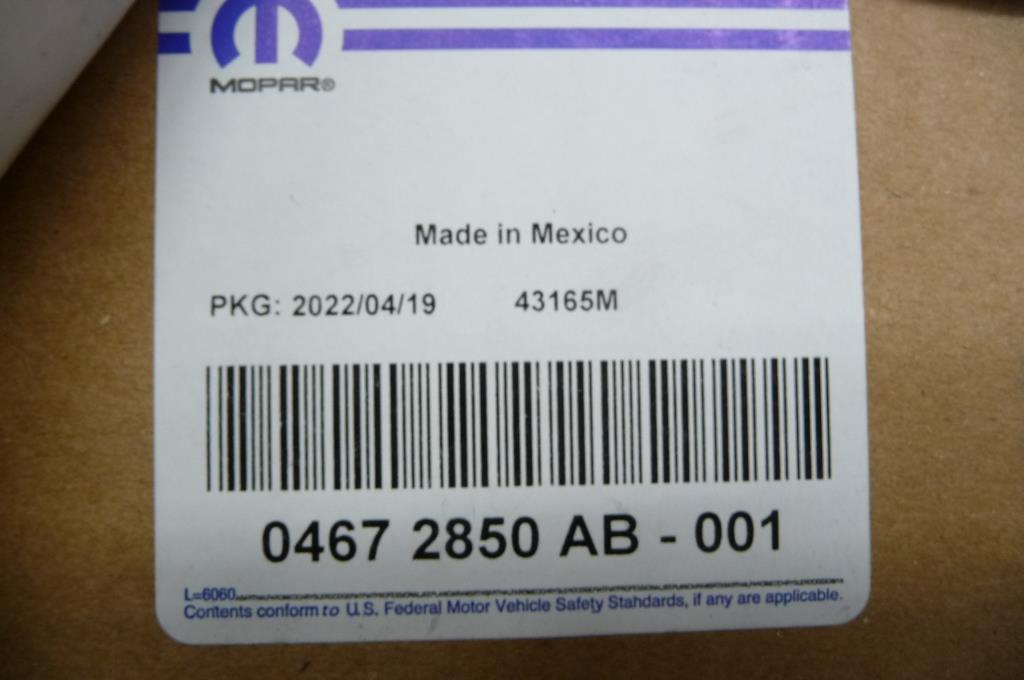 MOPAR®
Made in Mexico
PKG: 2022/04/19 43165M
0467 2850 AB - 001
L=6060
Contents conform to U.S. Federal Motor Vehicle Safety Stahdards, if any are applicable.